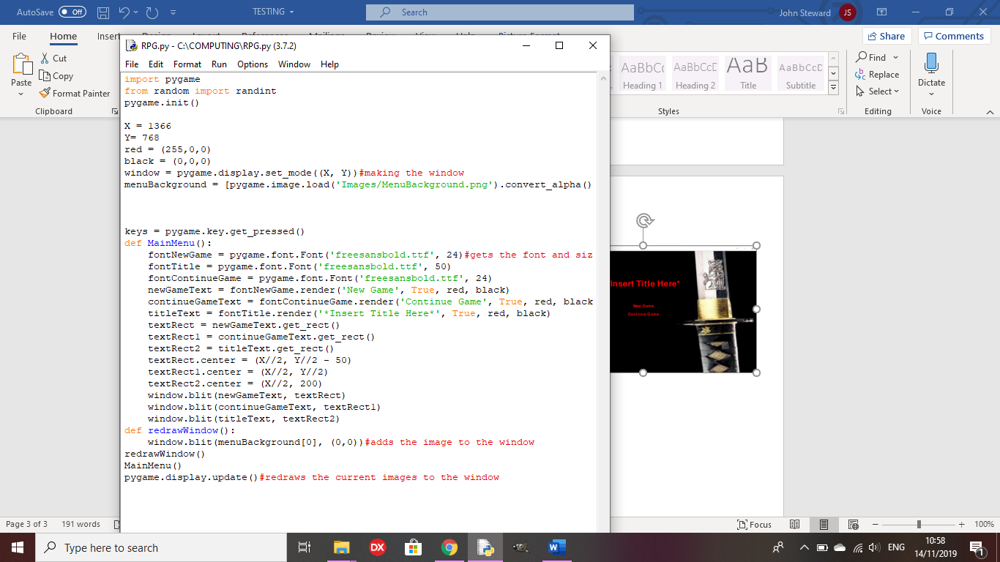 AutoSave Off TESTING Search John Steward JS
File Home Insert
Share Comments
RPG.py - C:\COMPUTING\RPG.py (3.7.2)
File Edit Format Run Options Window Help
Paste Cut Copy Format Painter
Clipboard
AaBbCc AaBbCcD AaB AaBbCcD
Heading 1 Heading 2 Title Subtitle
Styles
Find
Replace
Select
Editing
Dictate
Voice
import pygame
from random import randint
pygame.init()
X = 1366
Y= 768
red = (255,0,0)
black = (0,0,0)
window = pygame.display.set_mode((X, Y))#making the window
menuBackground = [pygame.image.load('Images/MenuBackground.png').convert_alpha()
keys = pygame.key.get_pressed()
def MainMenu():
    fontNewGame = pygame.font.Font('freesansbold.ttf', 24)#gets the font and siz
    fontTitle = pygame.font.Font('freesansbold.ttf', 50)
    fontContinueGame = pygame.font.Font('freesansbold.ttf', 24)
    newGameText = fontNewGame.render('New Game', True, red, black)
    continueGameText = fontContinueGame.render('Continue Game', True, red, black
    titleText = fontTitle.render('*Insert Title Here*', True, red, black)
    textRect = newGameText.get_rect()
    textRect1 = continueGameText.get_rect()
    textRect2 = titleText.get_rect()
    textRect.center = (X//2, Y//2 - 50)
    textRect1.center = (X//2, Y//2)
    textRect2.center = (X//2, 200)
    window.blit(newGameText, textRect)
    window.blit(continueGameText, textRect1)
    window.blit(titleText, textRect2)
def redrawWindow():
    window.blit(menuBackground[0], (0,0))#adds the image to the window
redrawWindow()
MainMenu()
pygame.display.update()#redraws the current images to the window
Insert Title Here*
New Game
Continue Game
Page 3 of 3 191 words Focus 100%
Type here to search
ENG
10:58
14/11/2019
1